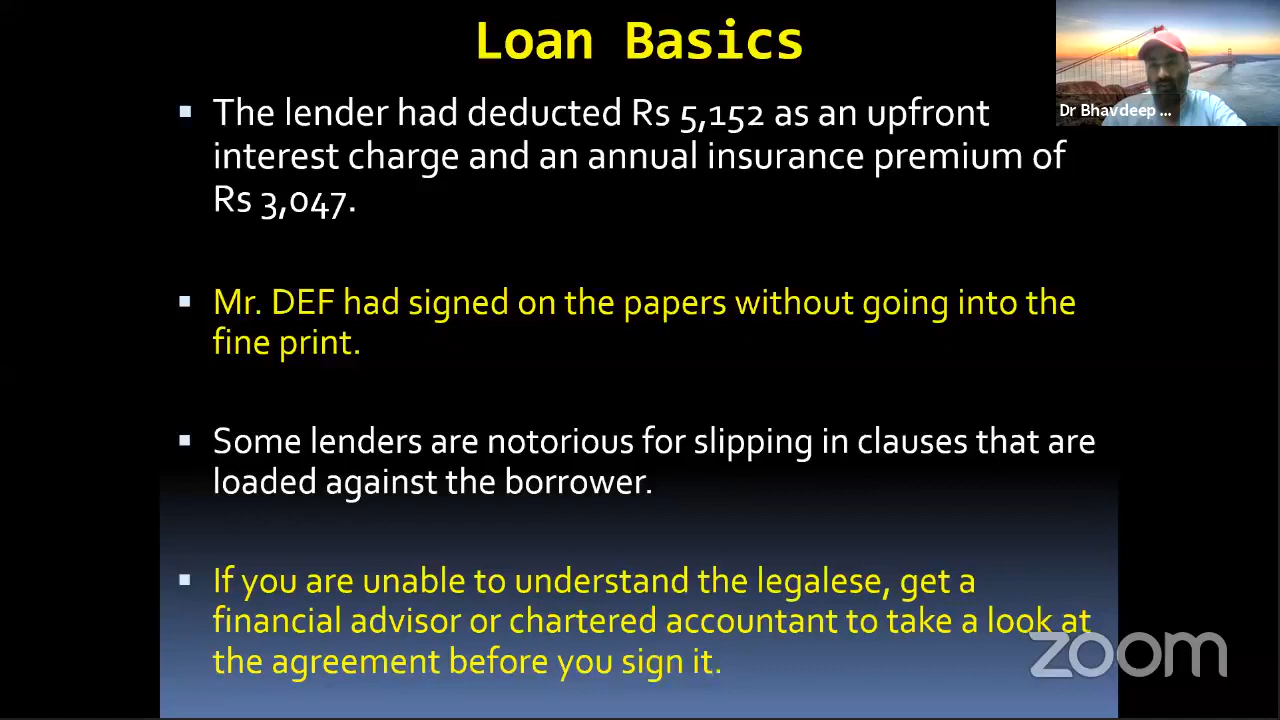 Loan Basics
Dr Bhavdeep ...
The lender had deducted Rs 5,152 as an upfront
interest charge and an annual insurance premium of
Rs 3,047.
Mr. DEF had signed on the papers without going into the
fine print.
Some lenders are notorious for slipping in clauses that are
loaded against the borrower.
If you are unable to understand the legalese, get a
financial advisor or chartered accountant to take a look at
the agreement before you sign it.
zoom